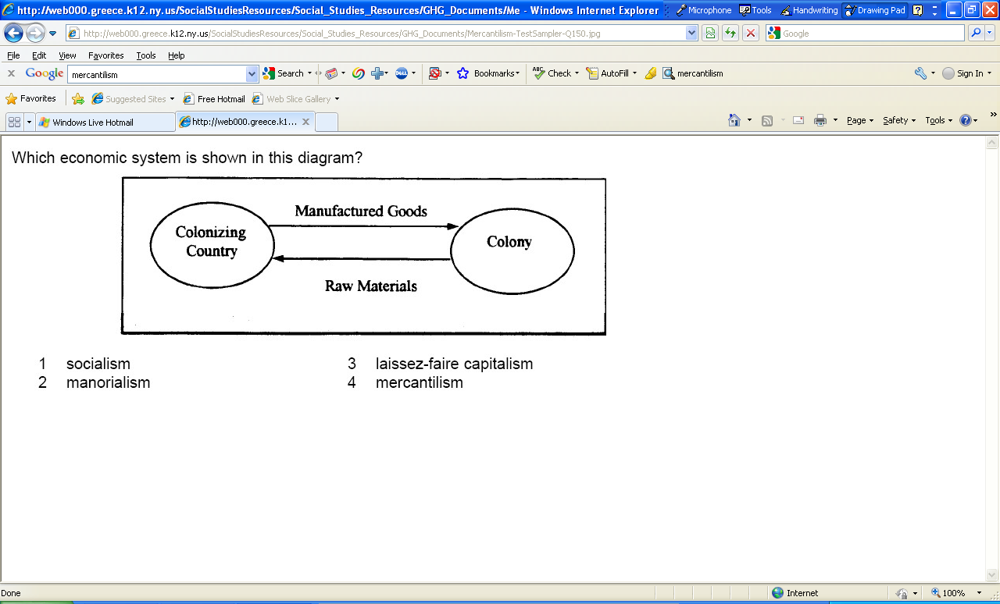 http://web000.greece.k12.ny.us/SocialStudiesResources/Social_Studies_Resources/GHG_Documents/Me - Windows Internet Explorer
Microphone Tools Handwriting Drawing Pad
http://web000.greece.k12.ny.us/SocialStudiesResources/Social_Studies_Resources/GHG_Documents/Mercantilism-TestSampler-Q150.jpg Google
File Edit View Favorites Tools Help
x Google mercantilism Search Bookmarks ABC Check AutoFill mercantilism Sign In
Favorites Suggested Sites Free Hotmail Web Slice Gallery
Windows Live Hotmail http://web000.greece.k1... X Page Safety Tools
Which economic system is shown in this diagram?
Manufactured Goods
Colonizing
Country
Colony
Raw Materials
1 socialism 3 laissez-faire capitalism
2 manorialism 4 mercantilism
Done Internet 100%